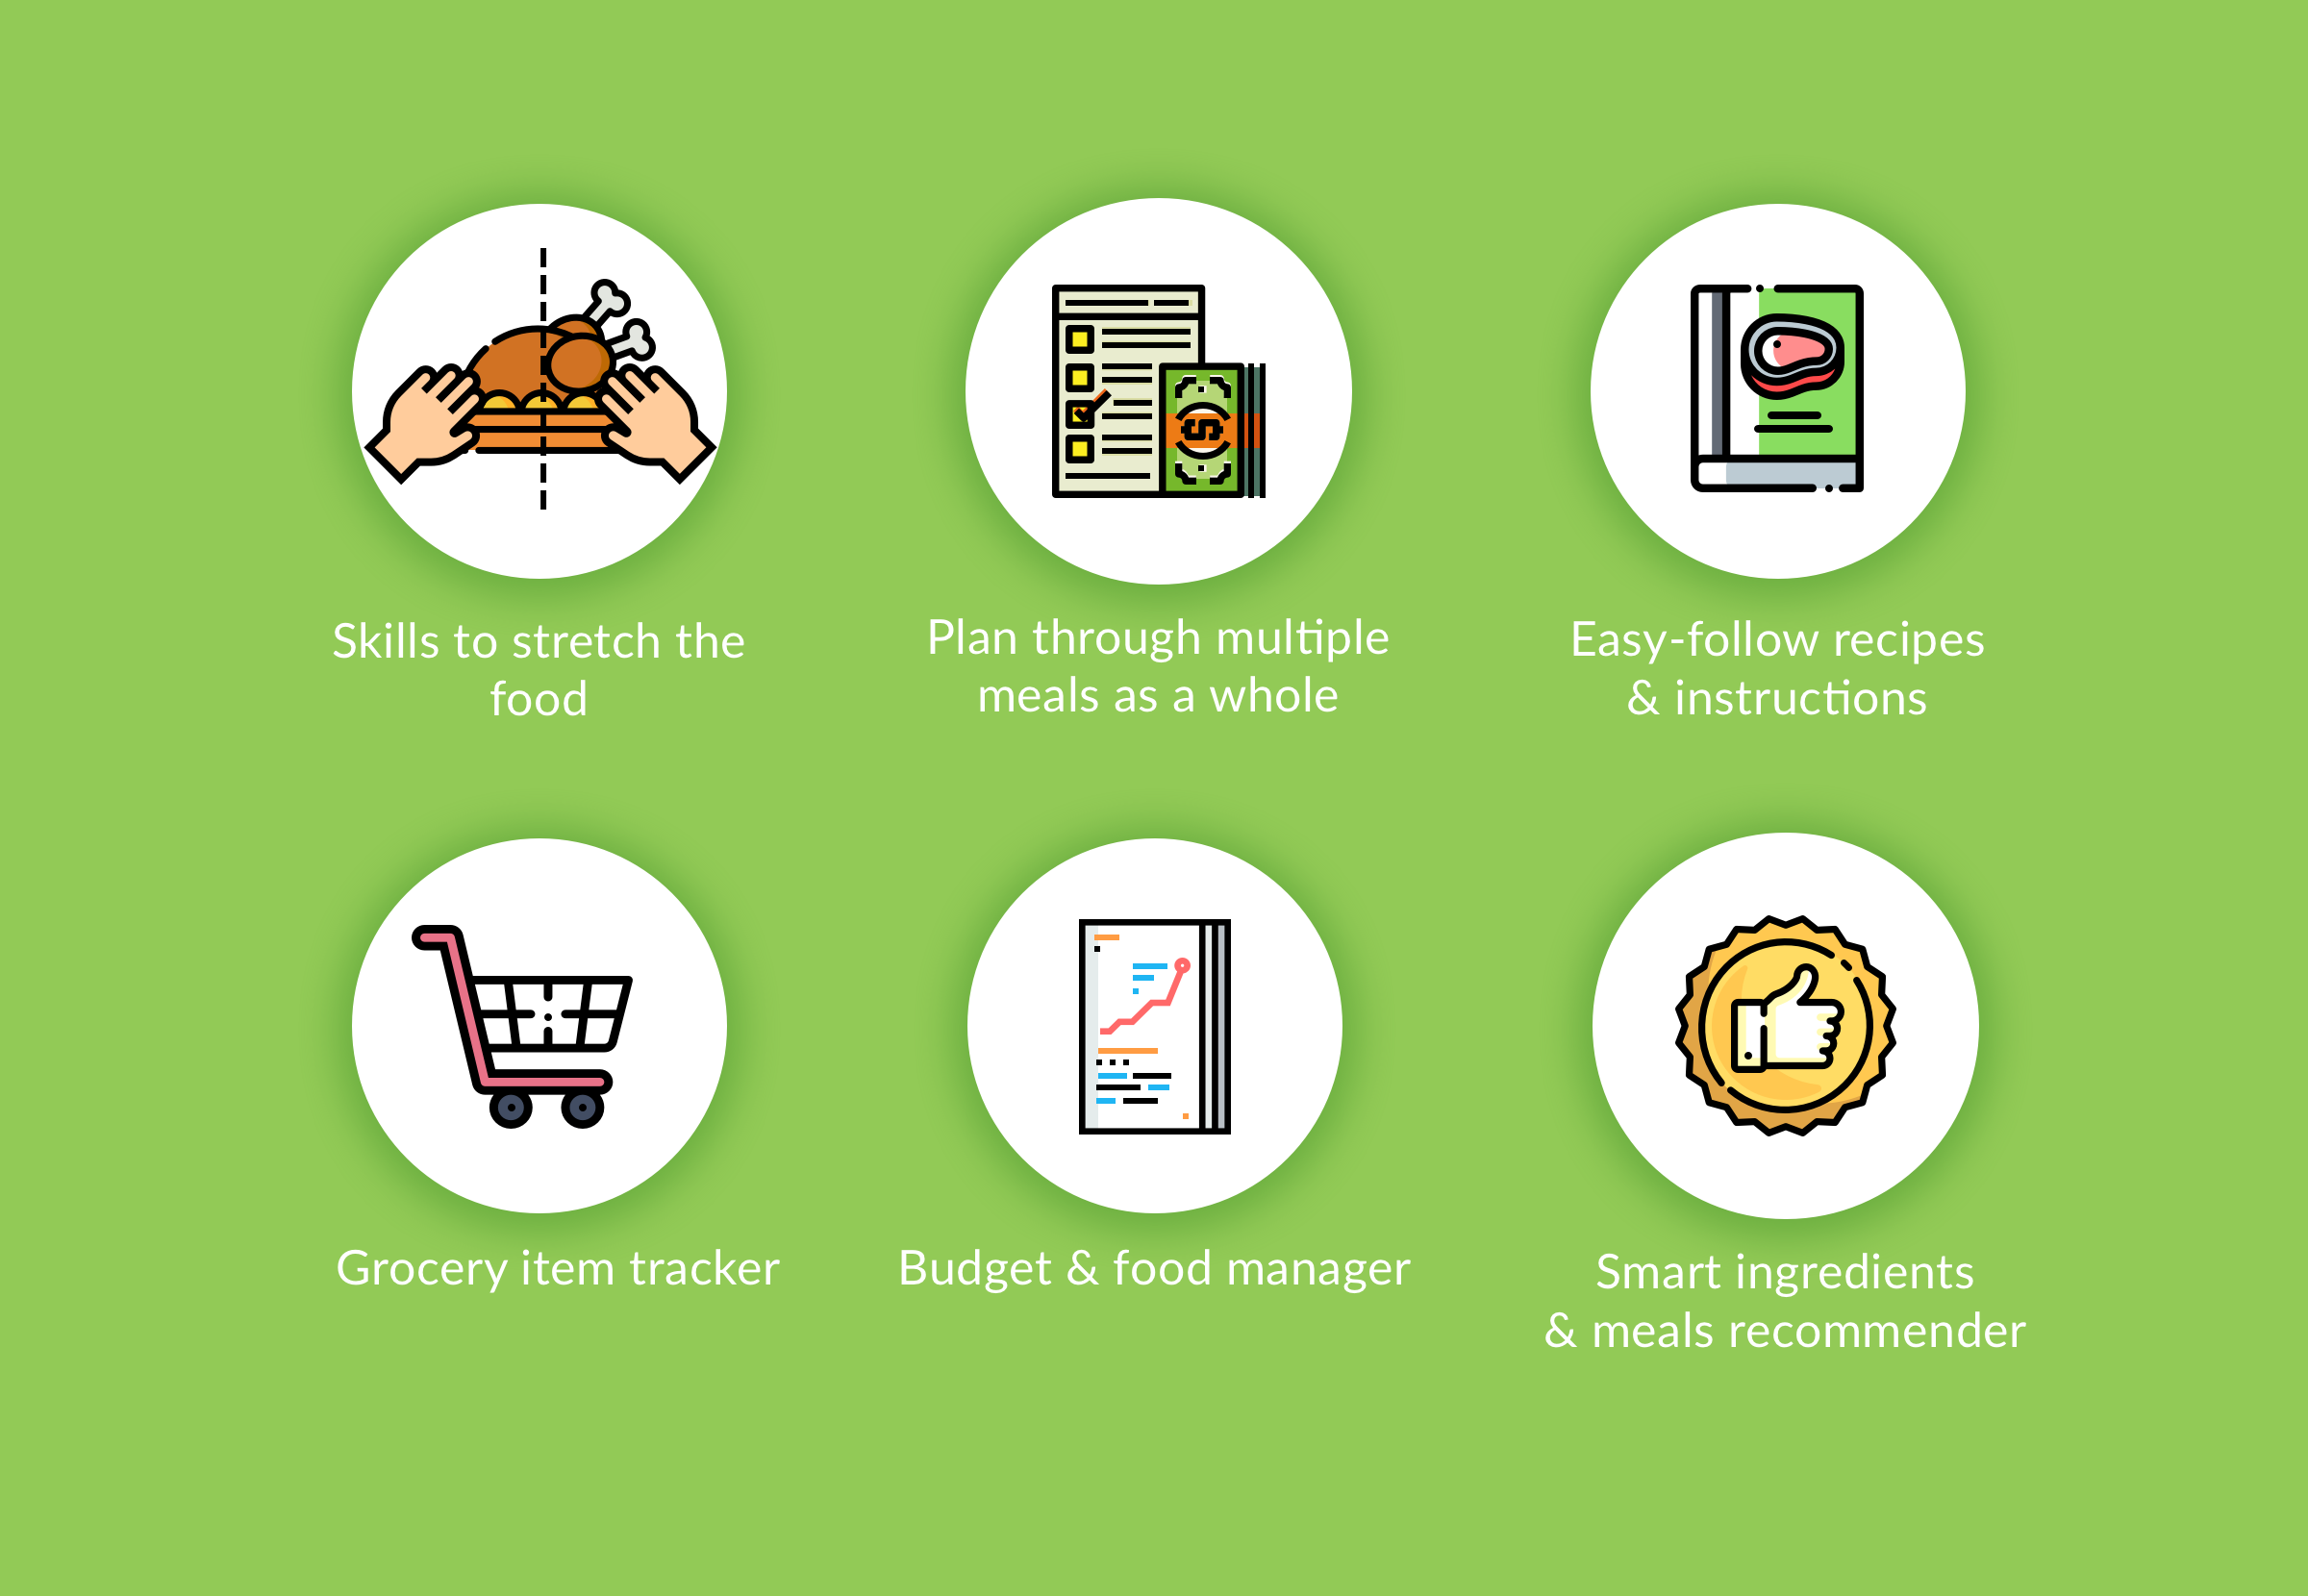 Skills to stretch the
food
Plan through multiple
meals as a whole
Easy-follow recipes
& instructions
Grocery item tracker
Budget & food manager
Smart ingredients
& meals recommender